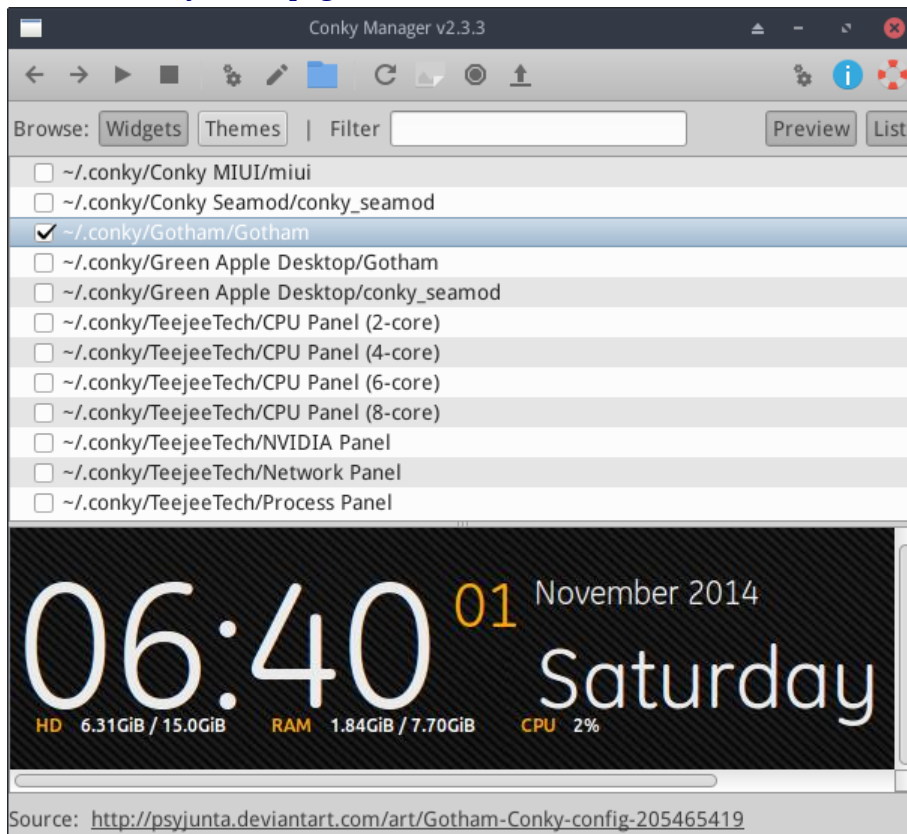 Conky Manager v2.3.3
Browse: Widgets Themes | Filter Preview List
~/.conky/Conky MIUI/miui
~/.conky/Conky Seamod/conky_seamod
~/.conky/Gotham/Gotham
~/.conky/Green Apple Desktop/Gotham
~/.conky/Green Apple Desktop/conky_seamod
~/.conky/TeejeeTech/CPU Panel (2-core)
~/.conky/TeejeeTech/CPU Panel (4-core)
~/.conky/TeejeeTech/CPU Panel (6-core)
~/.conky/TeejeeTech/CPU Panel (8-core)
~/.conky/TeejeeTech/NVIDIA Panel
~/.conky/TeejeeTech/Network Panel
~/.conky/TeejeeTech/Process Panel
06:40 01 November 2014
Saturday
HD 6.31GiB / 15.0GiB RAM 1.84GiB / 7.70GiB CPU 2%
Source: http://psyjunta.deviantart.com/art/Gotham-Conky-config-205465419